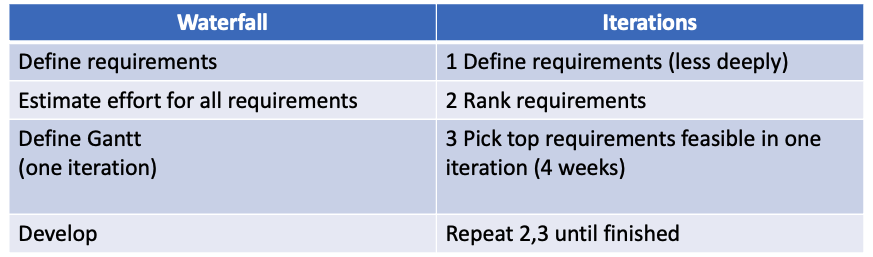 Waterfall
Iterations
Define requirements
1 Define requirements (less deeply)
Estimate effort for all requirements
2 Rank requirements
Define Gantt
(one iteration)
3 Pick top requirements feasible in one
iteration (4 weeks)
Develop
Repeat 2,3 until finished